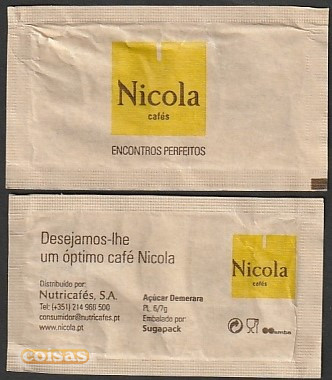 Nicola
cafés
ENCONTROS PERFEITOS
Desejamos-lhe
um óptimo café Nicola
Nicola
cafés
Distribuído por:
Nutricafés, S.A.
Tel: (+351) 214 966 500
consumidor@nutricafes.pt
www.nicola.pt
Açúcar Demerara
PL 6/7g
Embalado por:
Sugapack
coisas